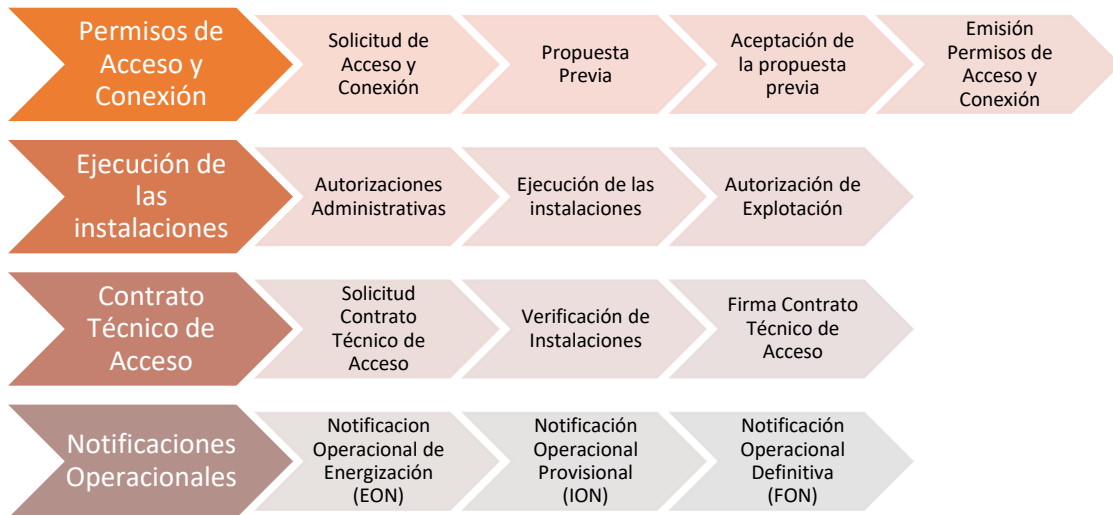 Permisos de
Acceso y
Conexión
Solicitud de
Acceso y
Conexión
Propuesta
Previa
Aceptación de
la propuesta
previa
Emisión
Permisos de
Acceso y
Conexión
Ejecución de
las
instalaciones
Autorizaciones
Administrativas
Ejecución de las
instalaciones
Autorización de
Explotación
Contrato
Técnico de
Acceso
Solicitud
Contrato
Técnico de
Acceso
Verificación de
Instalaciones
Firma Contrato
Técnico de
Acceso
Notificaciones
Operacionales
Notificacion
Operacional de
Energización
(EON)
Notificación
Operacional
Provisional
(ION)
Notificación
Operacional
Definitiva
(FON)